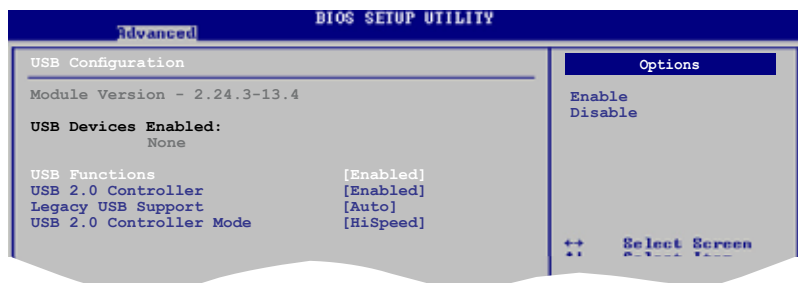 BIOS SETUP UTILITY
Advanced
USB Configuration
Module Version - 2.24.3-13.4
USB Devices Enabled:
None
USB Functions [Enabled]
USB 2.0 Controller [Enabled]
Legacy USB Support [Auto]
USB 2.0 Controller Mode [HiSpeed]
Options
Enable
Disable
↔ Select Screen